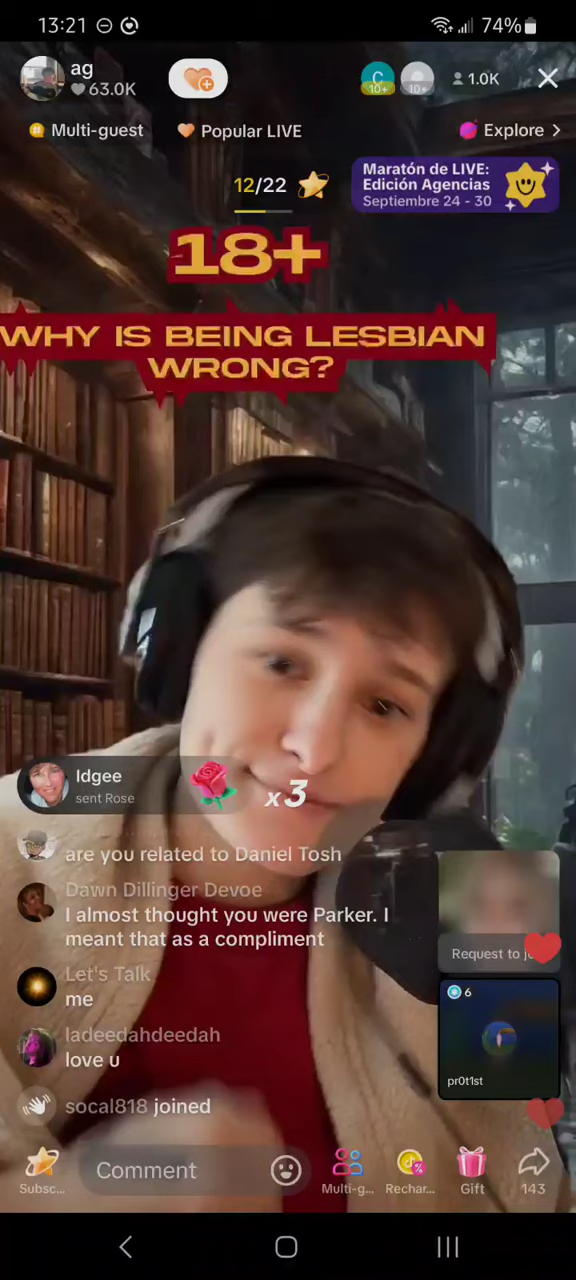 13:21
74%
ag
63.0K
C
10+
10+
1.0K
Multi-guest
Popular LIVE
Explore
12/22
Maratón de LIVE:
Edición Agencias
Septiembre 24 - 30
18+
WHY IS BEING LESBIAN
WRONG?
ldgee
sent Rose
x3
are you related to Daniel Tosh
Dawn Dillinger Devoe
I almost thought you were Parker. I
meant that as a compliment
Let's Talk
me
ladeedahdeedah
love u
socal818 joined
Request to
6
pr0t1st
Subsc...
Comment
Multi-g...
Rechar...
Gift
143